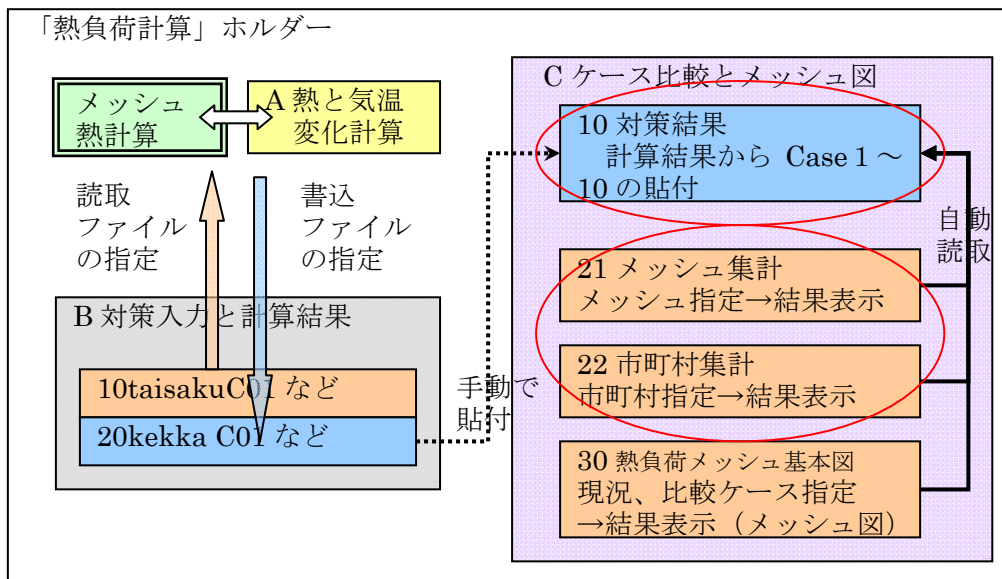 「熱負荷計算」ホルダー
メッシュ
熱計算
A 熱と気温
変化計算
読取
ファイル
の指定
書込
ファイル
の指定
B 対策入力と計算結果
10taisakuC01 など
20kekka C01 など
手動で
貼付
C ケース比較とメッシュ図
10 対策結果
計算結果から Case 1～
10 の貼付
自動
読取
21 メッシュ集計
メッシュ指定→結果表示
22 市町村集計
市町村指定→結果表示
30 熱負荷メッシュ基本図
現況、比較ケース指定
→結果表示（メッシュ図）